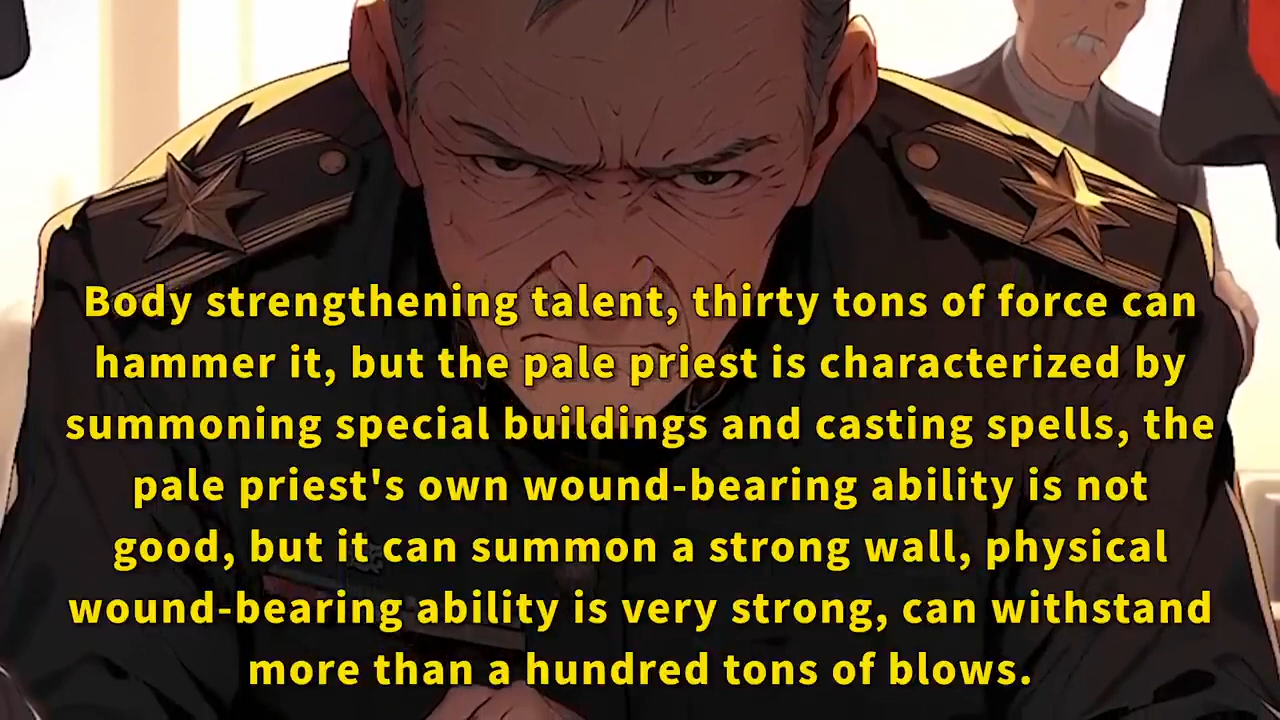 Body strengthening talent, thirty tons of force can
hammer it, but the pale priest is characterized by
summoning special buildings and casting spells, the
pale priest's own wound-bearing ability is not
good, but it can summon a strong wall, physical
wound-bearing ability is very strong, can withstand
more than a hundred tons of blows.